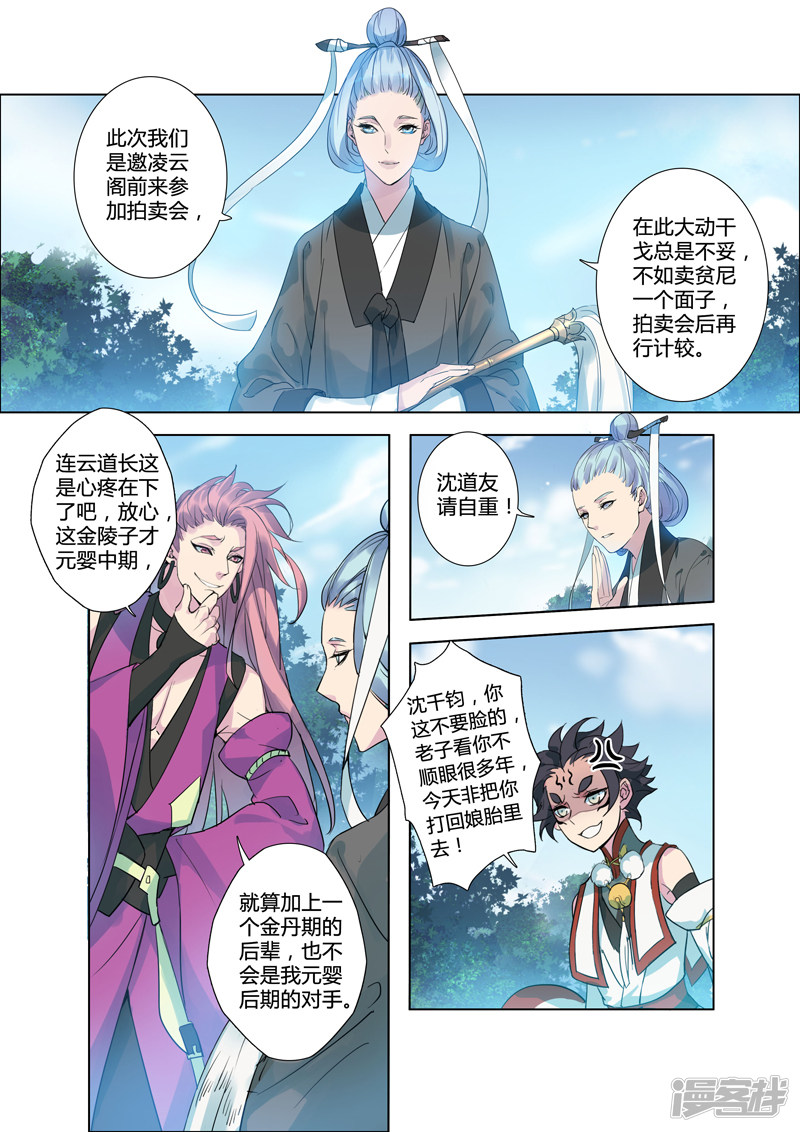 此次我们
是邀凌云
阁前来参
加拍卖会，
在此大动干
戈总是不妥，
不如卖贫尼
一个面子，
拍卖会后再
行计较。
连云道长这
是心疼在下
了吧，放心，
这金陵子才
元婴中期，
就算加上一
个金丹期的
后辈，也不
会是我元婴
后期的对手。
沈道友
请自重！
沈千钧，你
这不要脸的，
老子看你不
顺眼很多年，
今天非把你
打回娘胎里
去！
漫客栈